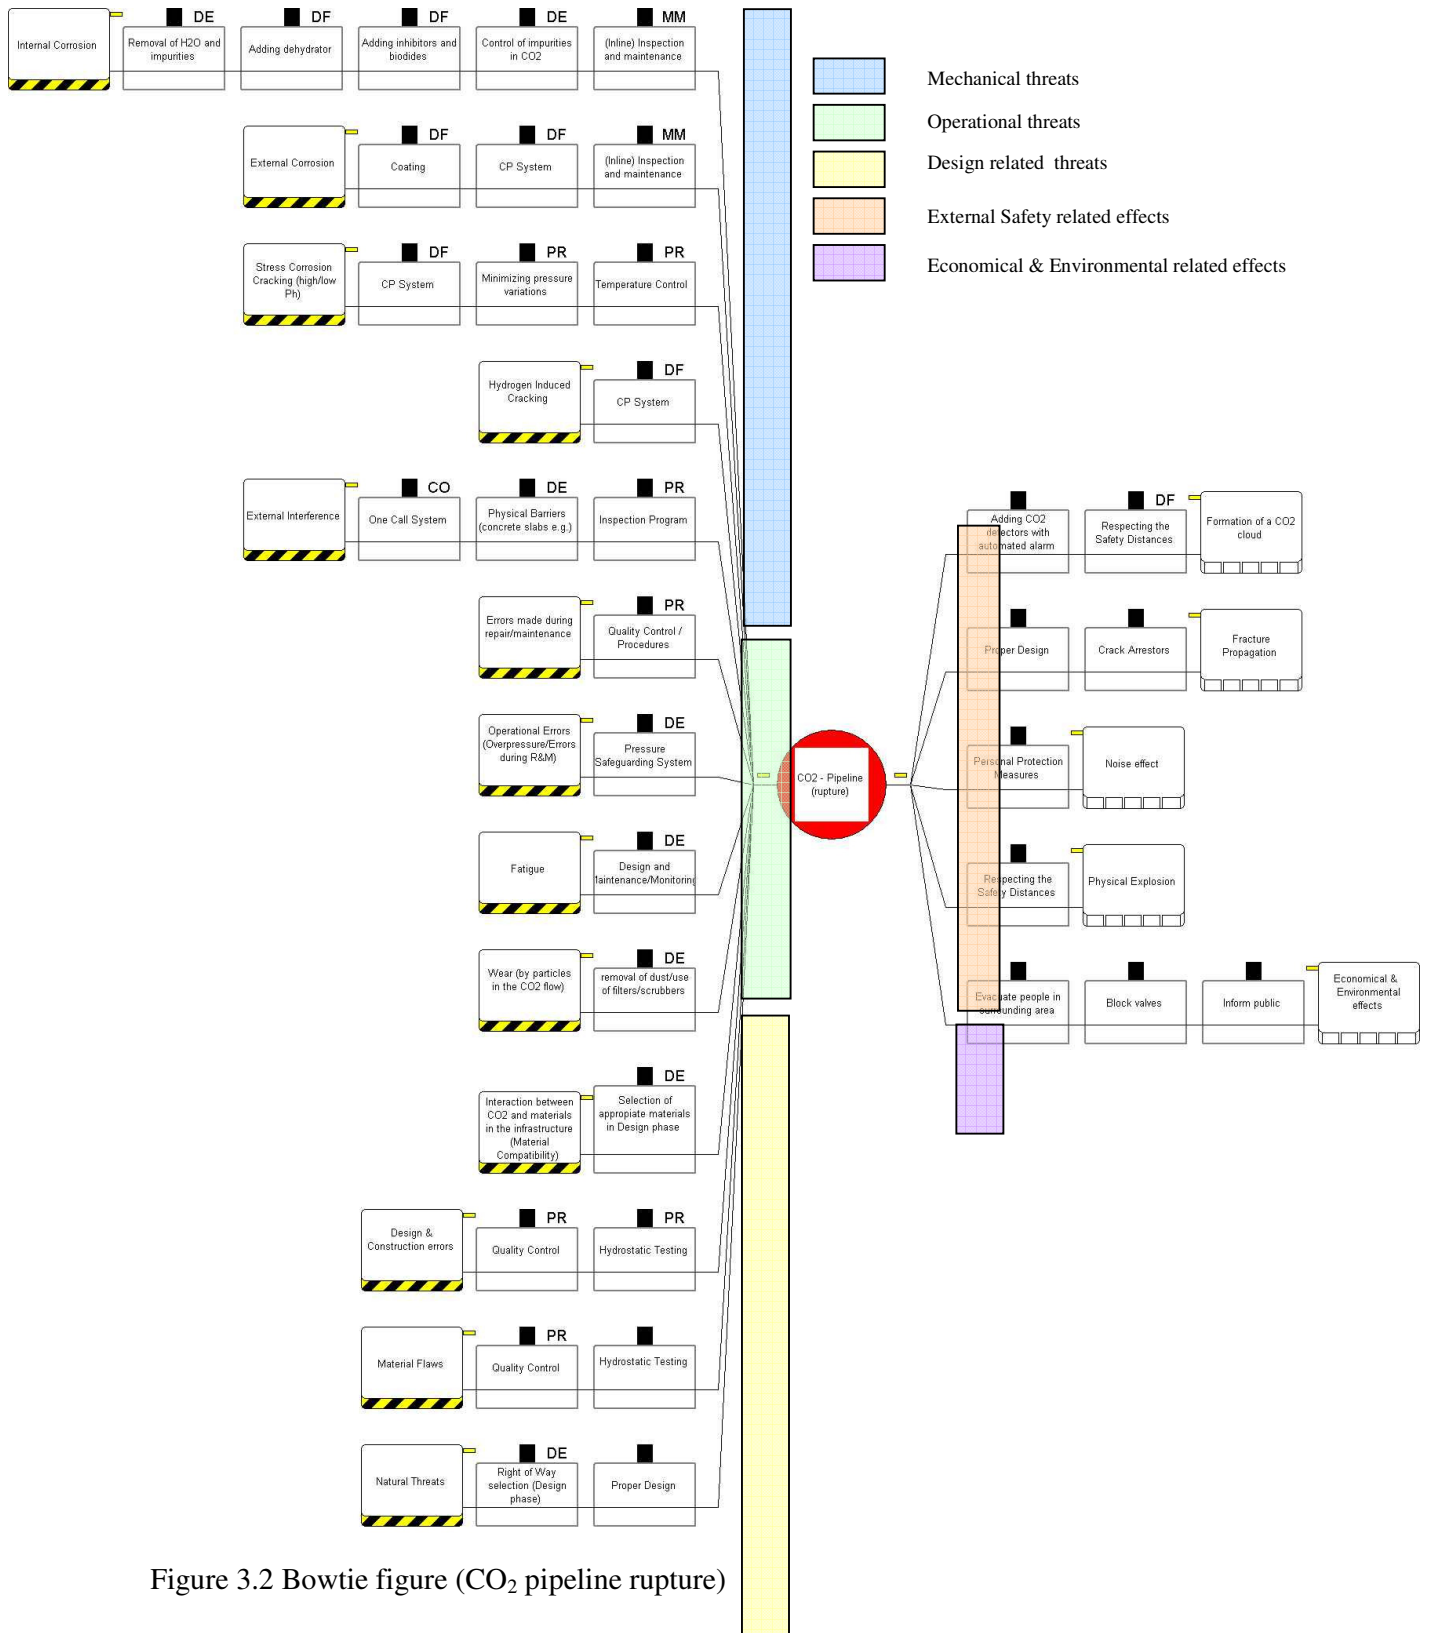 DE
DF
DF
DE
MM
Internal Corrosion
Removal of H2O and
impurities
Adding dehydrator
Adding inhibitors and
biodides
Control of impurities
in CO2
(Inline) Inspection
and maintenance
DF
DF
MM
External Corrosion
Coating
CP System
(Inline) Inspection
and maintenance
DF
PR
PR
Stress Corrosion
Cracking (high/low
Ph)
CP System
Minimizing pressure
variations
Temperature Control
DF
Hydrogen Induced
Cracking
CP System
CO
DE
PR
External Interference
One Call System
Physical Barriers
(concrete slabs e.g.)
Inspection Program
PR
Errors made during
repair/maintenance
Quality Control /
Procedures
DE
Operational Errors
(Overpressure/Errors
during R&M)
Pressure
Safeguarding System
DE
Fatigue
Design and
Maintenance/Monitoring
DE
Wear (by particles
in the CO2 flow)
removal of dust/use
of filters/scrubbers
DE
Interaction between
CO2 and materials
in the infrastructure
(Material
Compatibility)
Selection of
appropiate materials
in Design phase
PR
PR
Design &
Construction errors
Quality Control
Hydrostatic Testing
PR
Material Flaws
Quality Control
Hydrostatic Testing
DE
Natural Threats
Right of Way
selection (Design
phase)
Proper Design
Mechanical threats
Operational threats
Design related  threats
External Safety related effects
Economical & Environmental related effects
CO2 - Pipeline
(rupture)
DF
Adding CO2
detectors with
automated alarm
Respecting the
Safety Distances
Formation of a CO2
cloud
Proper Design
Crack Arrestors
Fracture
Propagation
Personal Protection
Measures
Noise effect
Respecting the
Safety Distances
Physical Explosion
Evacuate people in
surrounding area
Block valves
Inform public
Economical &
Environmental
effects
Figure 3.2 Bowtie figure (CO₂ pipeline rupture)